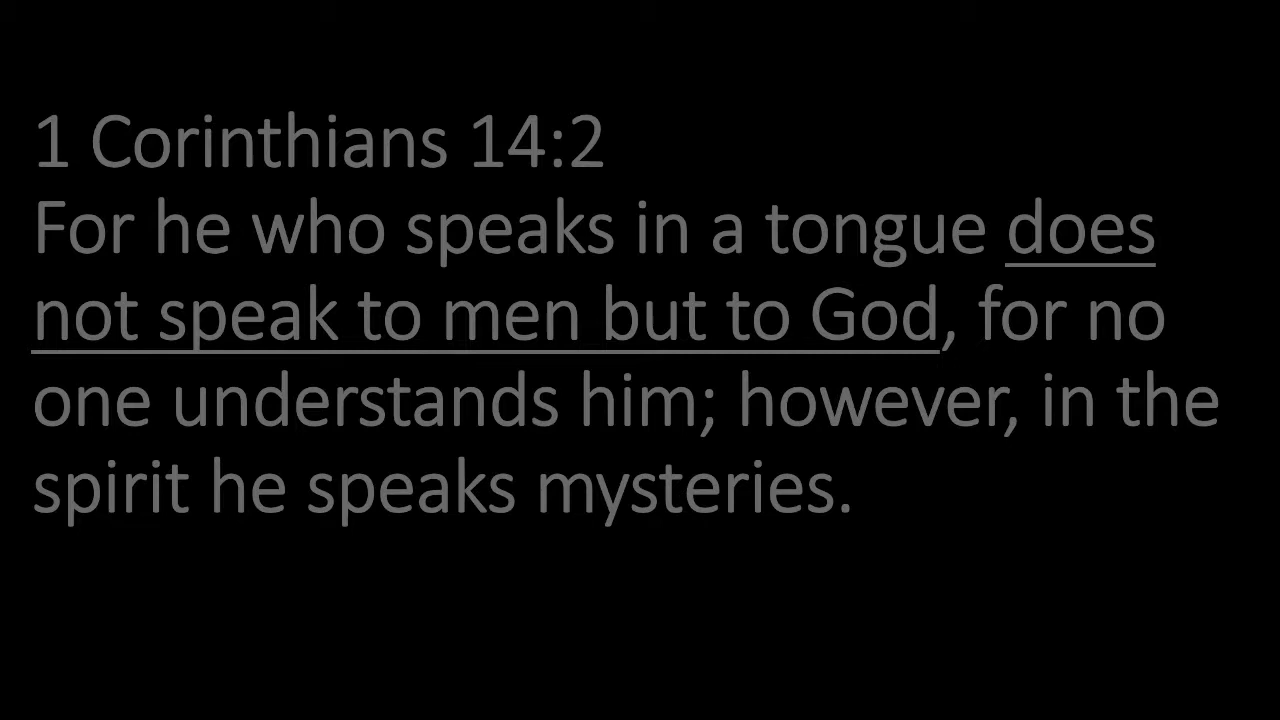 1 Corinthians 14:2
For he who speaks in a tongue does
not speak to men but to God, for no
one understands him; however, in the
spirit he speaks mysteries.